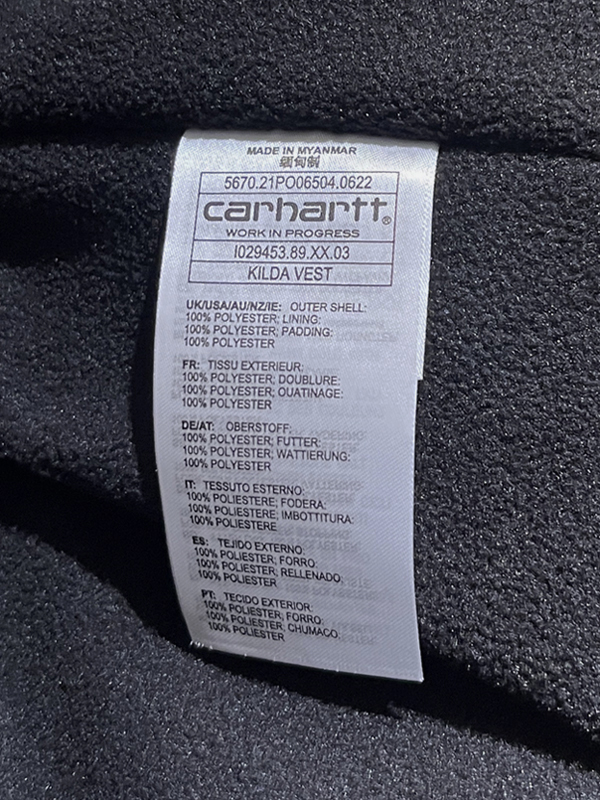 MADE IN MYANMAR
缅甸制
5670.21PO06504.0622
carhartt®
WORK IN PROGRESS
I029453.89.XX.03
KILDA VEST
UK/USA/AU/NZ/IE: OUTER SHELL:
100% POLYESTER; LINING:
100% POLYESTER; PADDING:
100% POLYESTER
FR: TISSU EXTERIEUR:
100% POLYESTER; DOUBLURE:
100% POLYESTER; OUATINAGE:
100% POLYESTER
DE/AT: OBERSTOFF:
100% POLYESTER; FUTTER:
100% POLYESTER; WATTIERUNG:
100% POLYESTER
IT: TESSUTO ESTERNO:
100% POLIESTERE; FODERA:
100% POLIESTERE; IMBOTTITURA:
100% POLIESTERE
ES: TEJIDO EXTERNO:
100% POLIESTER; FORRO:
100% POLIESTER; RELLENADO:
100% POLIESTER
PT: TECIDO EXTERIOR:
100% POLIESTER; FORRO:
100% POLIESTER; CHUMACO:
100% POLIESTER